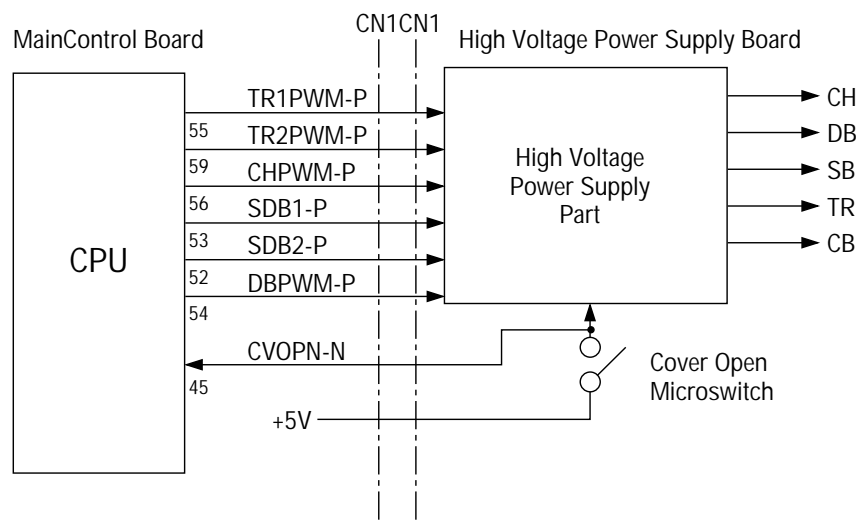 CN1CN1
MainControl Board
High Voltage Power Supply Board
TR1PWM-P
55
TR2PWM-P
59
CHPWM-P
56
SDB1-P
53
SDB2-P
52
DBPWM-P
54
CVOPN-N
45
+5V
CPU
High Voltage
Power Supply
Part
CH
DB
SB
TR
CB
Cover Open
Microswitch